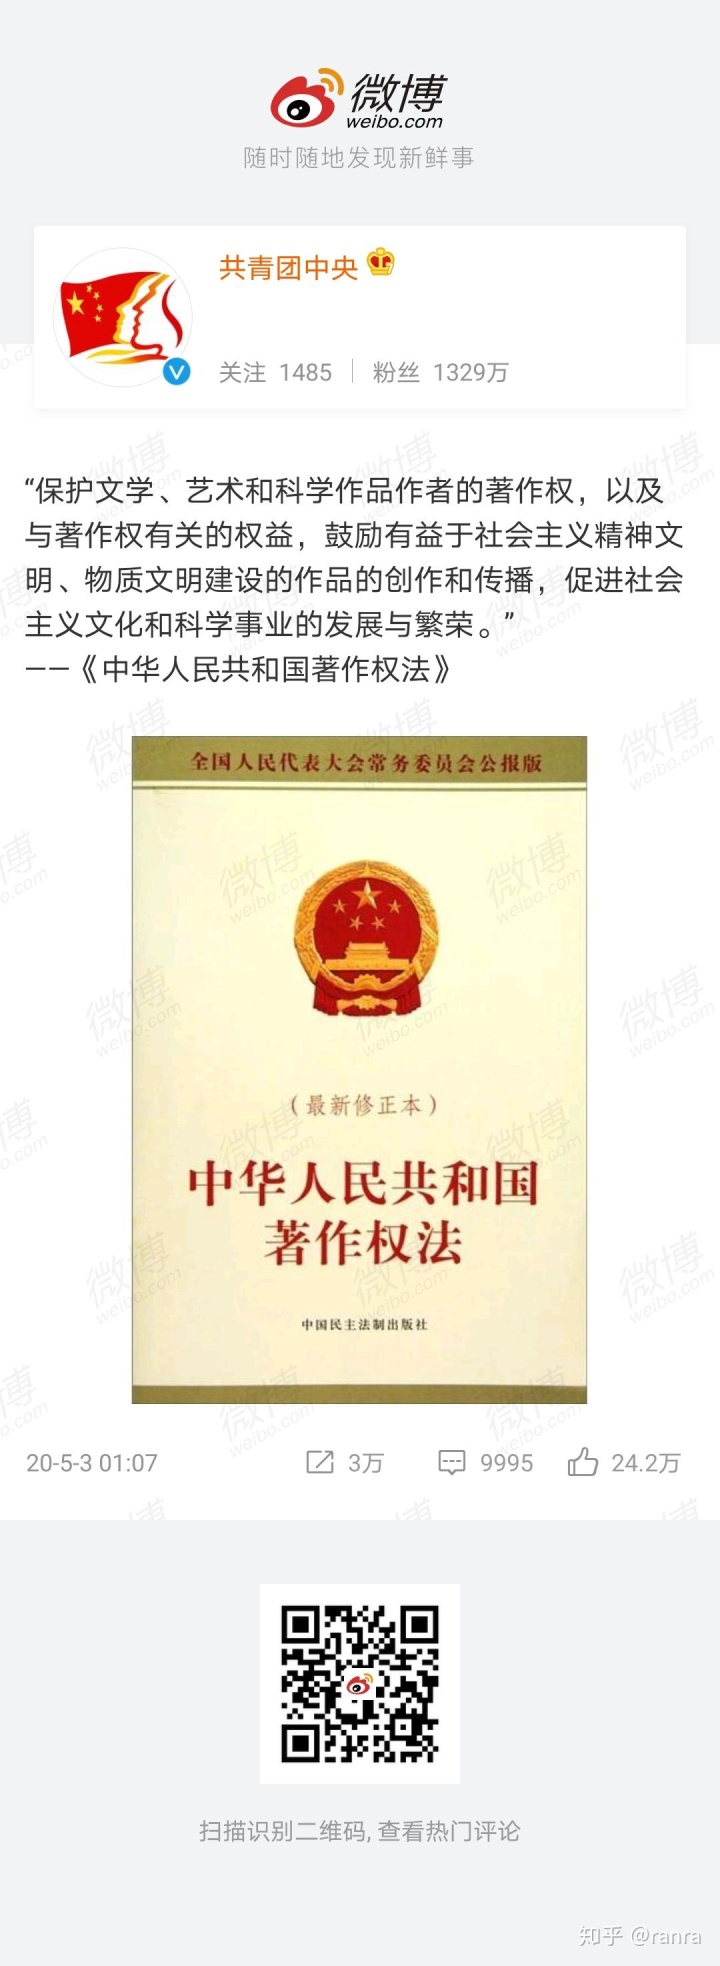 微博
weibo.com
随时随地发现新鲜事
共青团中央
关注 1485 | 粉丝 1329万
“保护文学、艺术和科学作品作者的著作权，以及
与著作权有关的权益，鼓励有益于社会主义精神文
明、物质文明建设的作品的创作和传播，促进社会
主义文化和科学事业的发展与繁荣。”
——《中华人民共和国著作权法》
全国人民代表大会常务委员会公报版
（最新修正本）
中华人民共和国
著作权法
中国民主法制出版社
20-5-3 01:07 3万 9995 24.2万
扫描识别二维码, 查看热门评论
知乎 @ranra